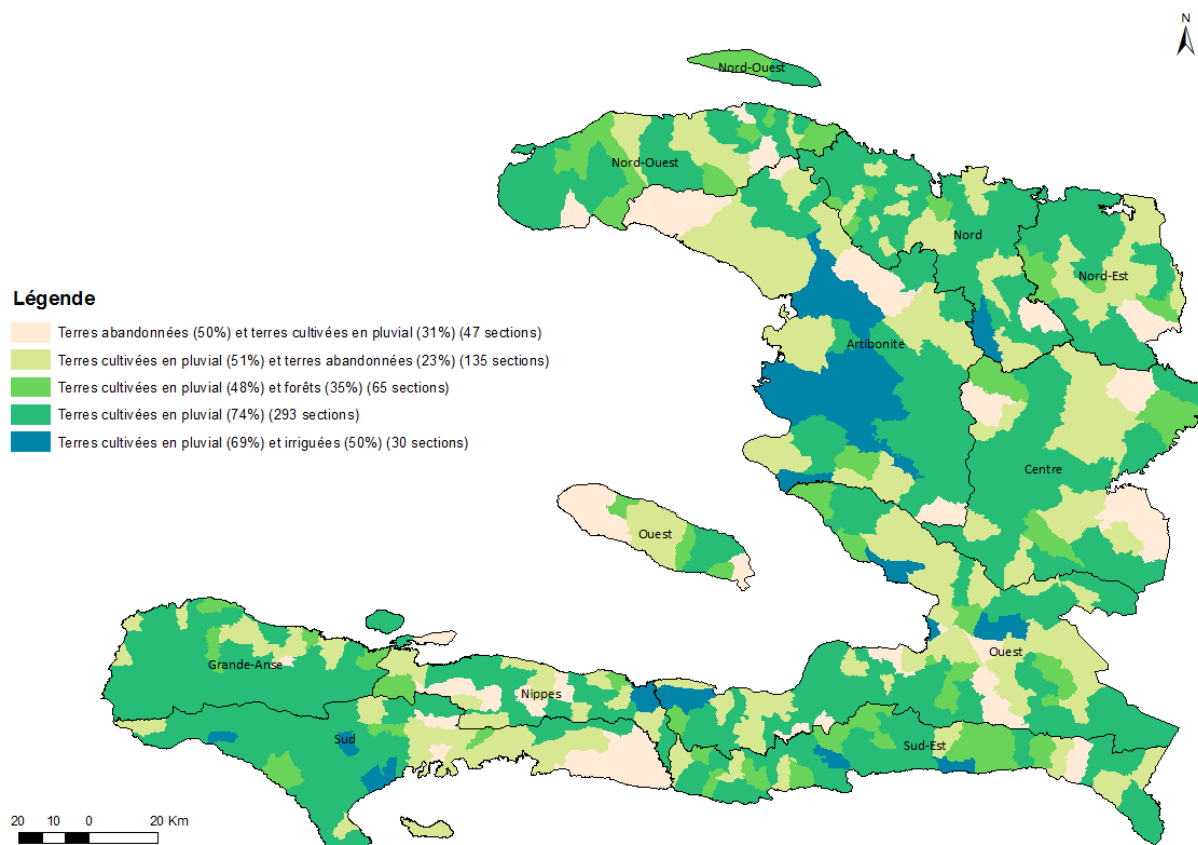 N
Nord-Ouest
Nord-Ouest
Nord
Nord-Est
Légende
Terres abandonnées (50%) et terres cultivées en pluvial (31%) (47 sections)
Terres cultivées en pluvial (51%) et terres abandonnées (23%) (135 sections)
Artibonite
Terres cultivées en pluvial (48%) et forêts (35%) (65 sections)
Terres cultivées en pluvial (74%) (293 sections)
Terres cultivées en pluvial (69%) et irriguées (50%) (30 sections)
Centre
Ouest
Ouest
Grande-Anse
Nippes
Sud
Sud-Est
20 10 0 20 Km